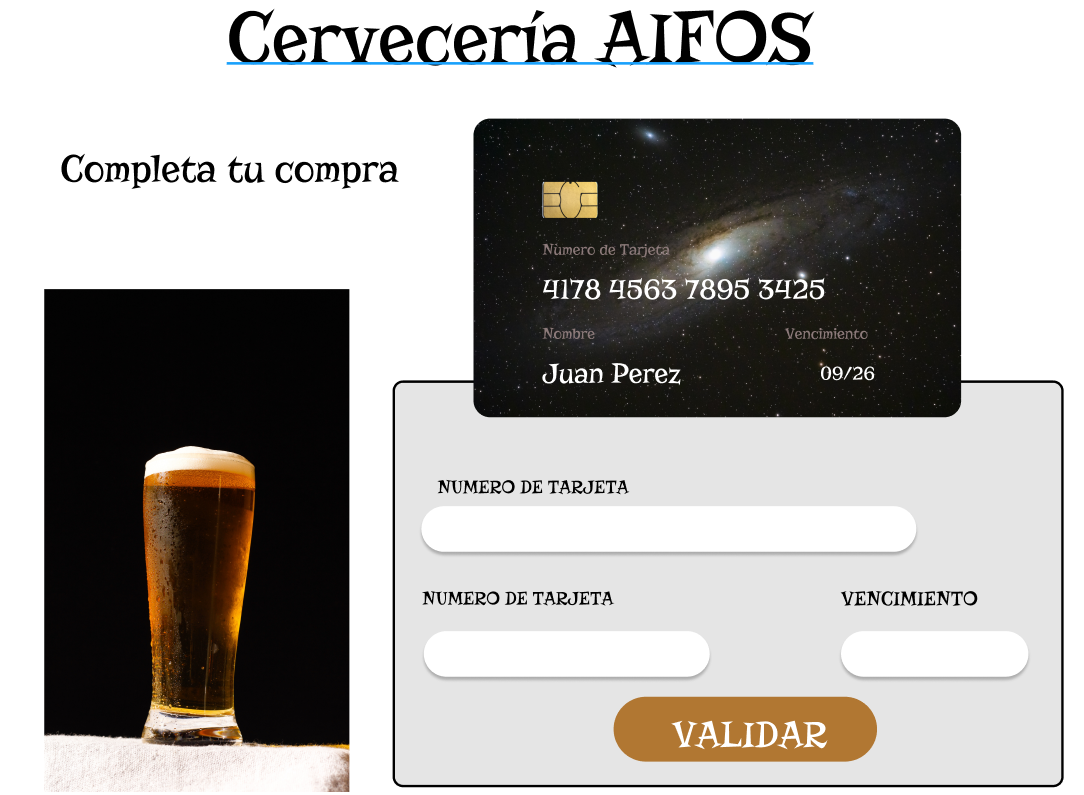 Cervecería AIFOS
Completa tu compra
Numero de Tarjeta
4178 4563 7895 3425
Nombre Vencimiento
Juan Perez 09/26
NUMERO DE TARJETA
NUMERO DE TARJETA VENCIMIENTO
VALIDAR